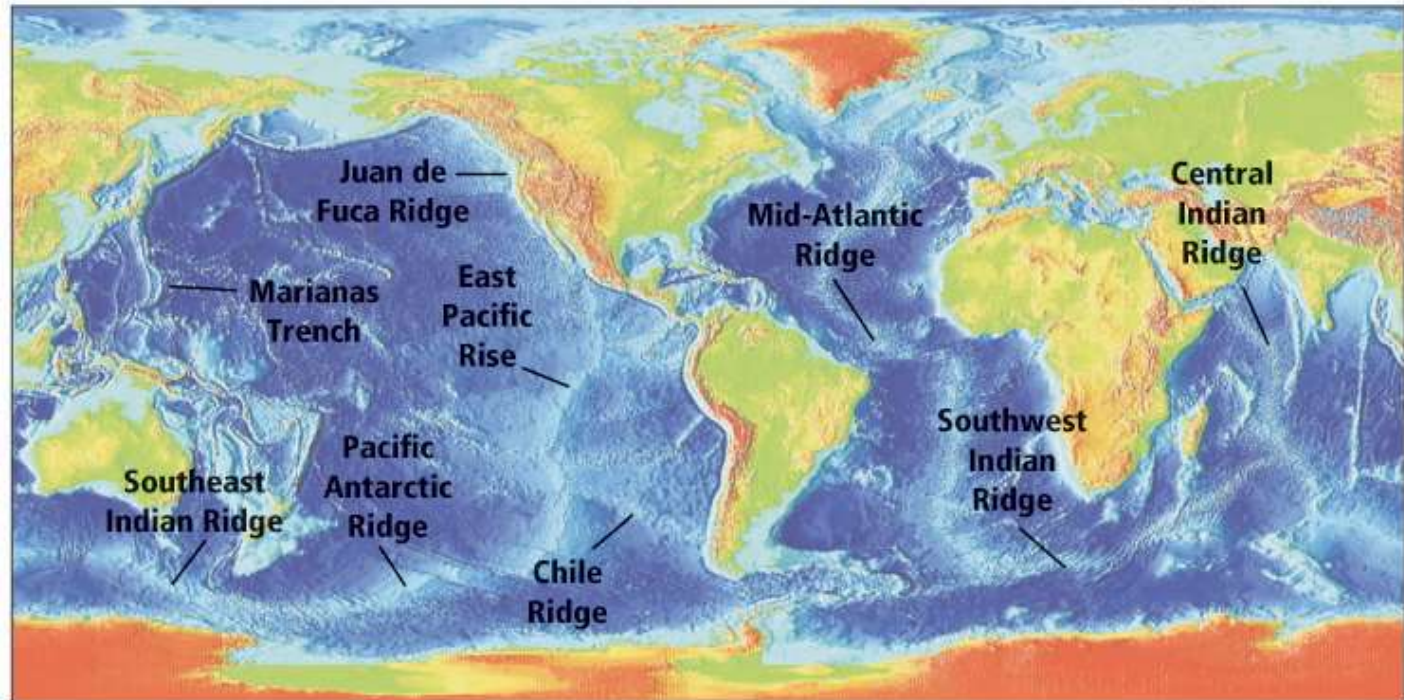 Juan de
Fuca Ridge
Marianas
Trench
East
Pacific
Rise
Mid-Atlantic
Ridge
Central
Indian
Ridge
Southeast
Indian Ridge
Pacific
Antarctic
Ridge
Chile
Ridge
Southwest
Indian
Ridge